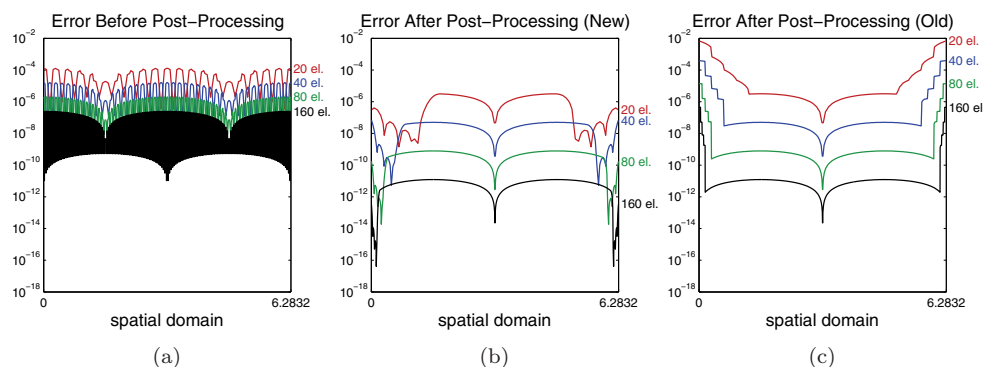 Error Before Post−Processing
10^−2
10^−4
10^−6
10^−8
10^−10
10^−12
10^−14
10^−16
10^−18
20 el.
40 el.
80 el.
160 el.
0
6.2832
spatial domain
(a)
Error After Post−Processing (New)
10^−2
10^−4
10^−6
10^−8
10^−10
10^−12
10^−14
10^−16
10^−18
20 el.
40 el.
80 el.
160 el.
0
6.2832
spatial domain
(b)
Error After Post−Processing (Old)
10^−2
10^−4
10^−6
10^−8
10^−10
10^−12
10^−14
10^−16
10^−18
20 el.
40 el.
80 el.
160 el.
0
6.2832
spatial domain
(c)